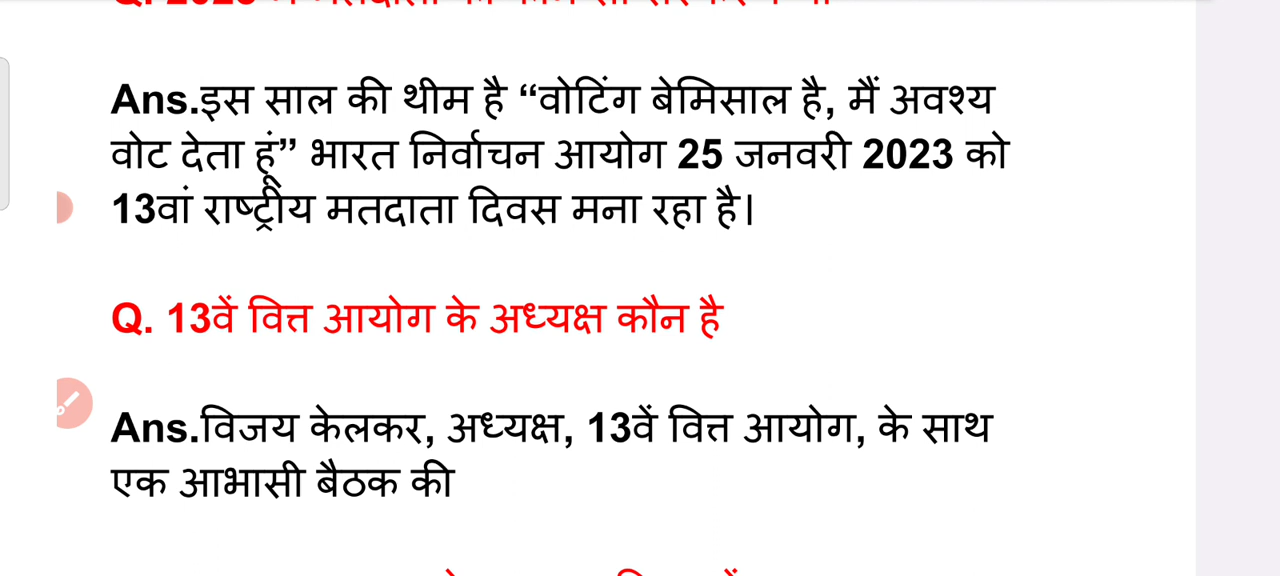 Ans.इस साल की थीम है “वोटिंग बेमिसाल है, मैं अवश्य
वोट देता हूं” भारत निर्वाचन आयोग 25 जनवरी 2023 को
13वां राष्ट्रीय मतदाता दिवस मना रहा है।
Q. 13वें वित्त आयोग के अध्यक्ष कौन है
Ans.विजय केलकर, अध्यक्ष, 13वें वित्त आयोग, के साथ
एक आभासी बैठक की